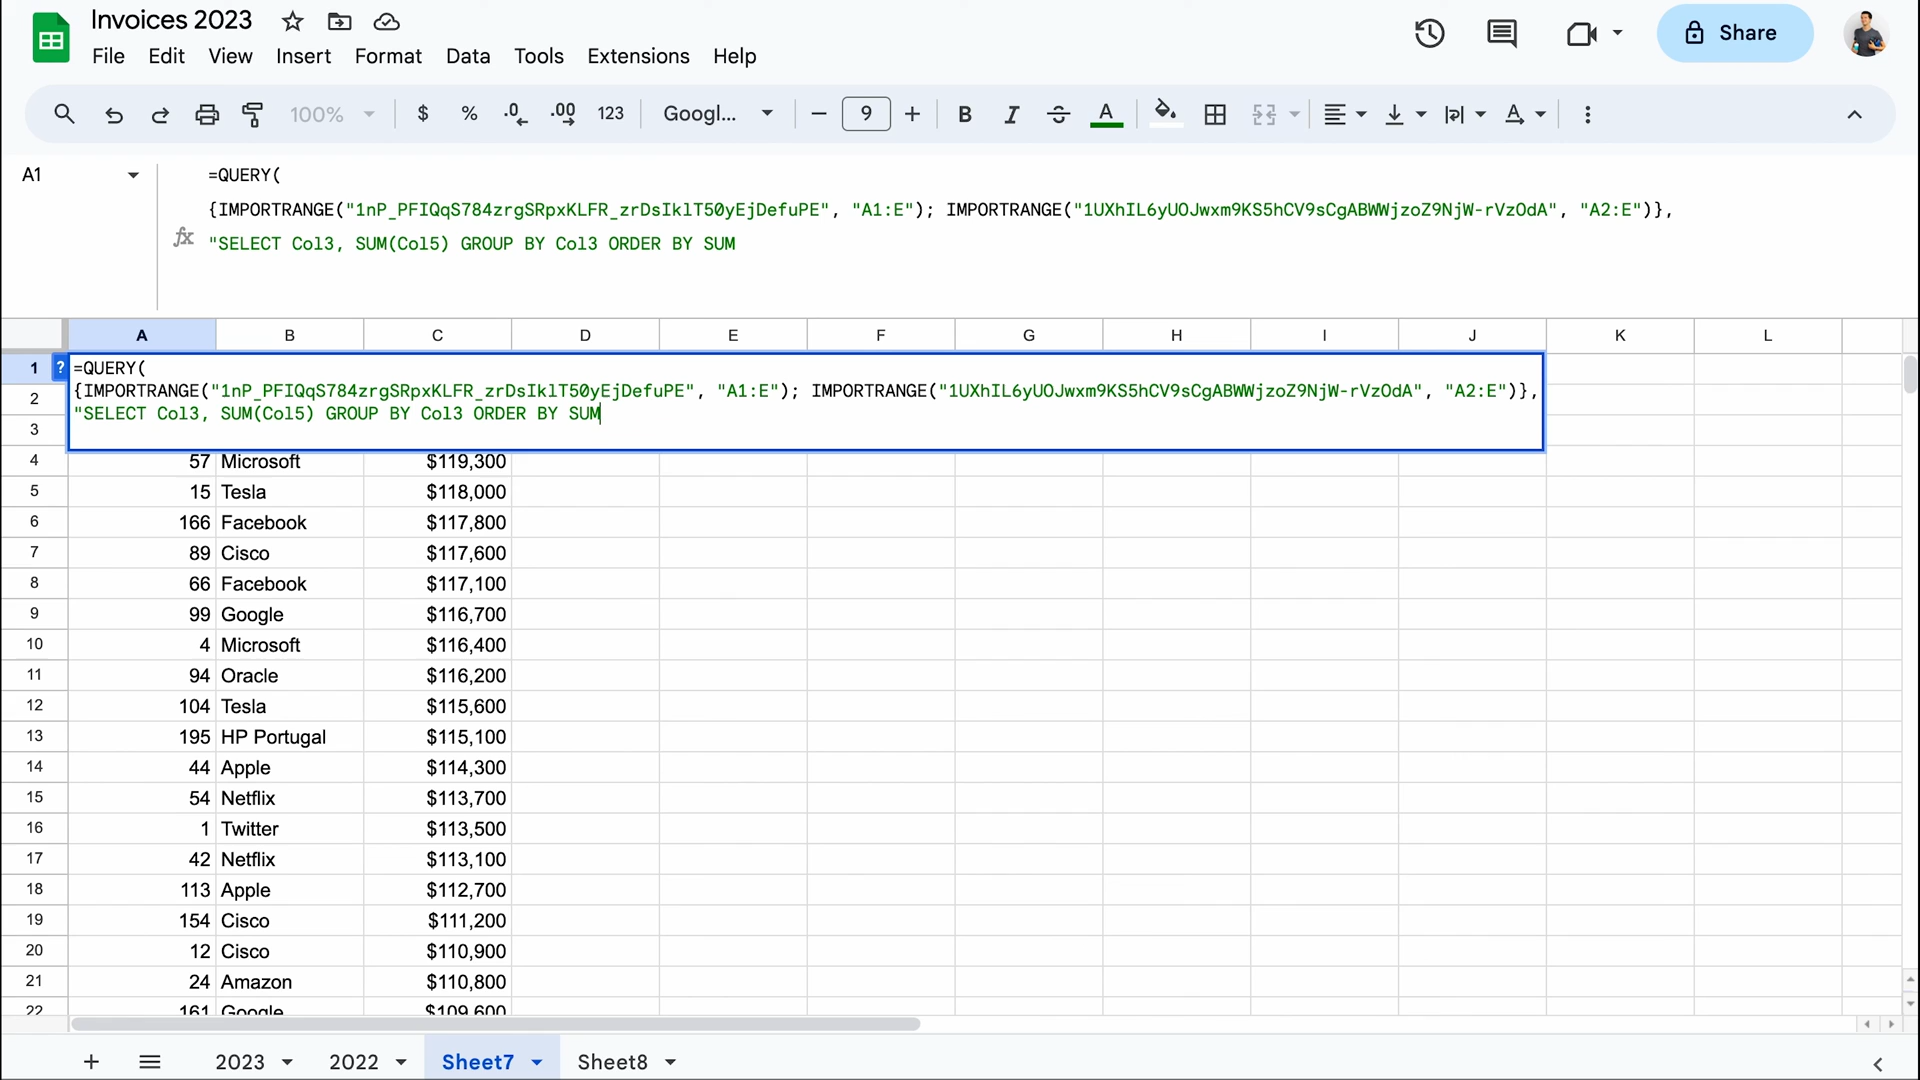 Invoices 2023
File Edit View Insert Format Data Tools Extensions Help
Share
100% $ % .0 .00 123 Googl... 9 B I A
A1
=QUERY(
{IMPORTRANGE("1nP_PFIQqS784zrgSRpxKLFR_zrDsIklT50yEjDefuPE", "A1:E"); IMPORTRANGE("1UXhIL6yUOJwxm9KS5hCV9sCgABWWjzoZ9NjW-rVzOdA", "A2:E")},
fx "SELECT Col3, SUM(Col5) GROUP BY Col3 ORDER BY SUM
A B C D E F G H I J K L
1 ? =QUERY(
2 {IMPORTRANGE("1nP_PFIQqS784zrgSRpxKLFR_zrDsIklT50yEjDefuPE", "A1:E"); IMPORTRANGE("1UXhIL6yUOJwxm9KS5hCV9sCgABWWjzoZ9NjW-rVzOdA", "A2:E")},
3 "SELECT Col3, SUM(Col5) GROUP BY Col3 ORDER BY SUM
4 57 Microsoft $119,300
5 15 Tesla $118,000
6 166 Facebook $117,800
7 89 Cisco $117,600
8 66 Facebook $117,100
9 99 Google $116,700
10 4 Microsoft $116,400
11 94 Oracle $116,200
12 104 Tesla $115,600
13 195 HP Portugal $115,100
14 44 Apple $114,300
15 54 Netflix $113,700
16 1 Twitter $113,500
17 42 Netflix $113,100
18 113 Apple $112,700
19 154 Cisco $111,200
20 12 Cisco $110,900
21 24 Amazon $110,800
22 161 Google $109,600
2023 2022 Sheet7 Sheet8